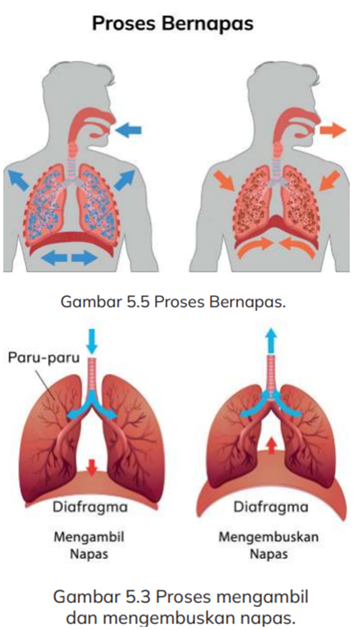 Proses Bernapas
Gambar 5.5 Proses Bernapas.
Paru-paru
Diafragma
Diafragma
Mengambil
Napas
Mengembuskan
Napas
Gambar 5.3 Proses mengambil
dan mengembuskan napas.